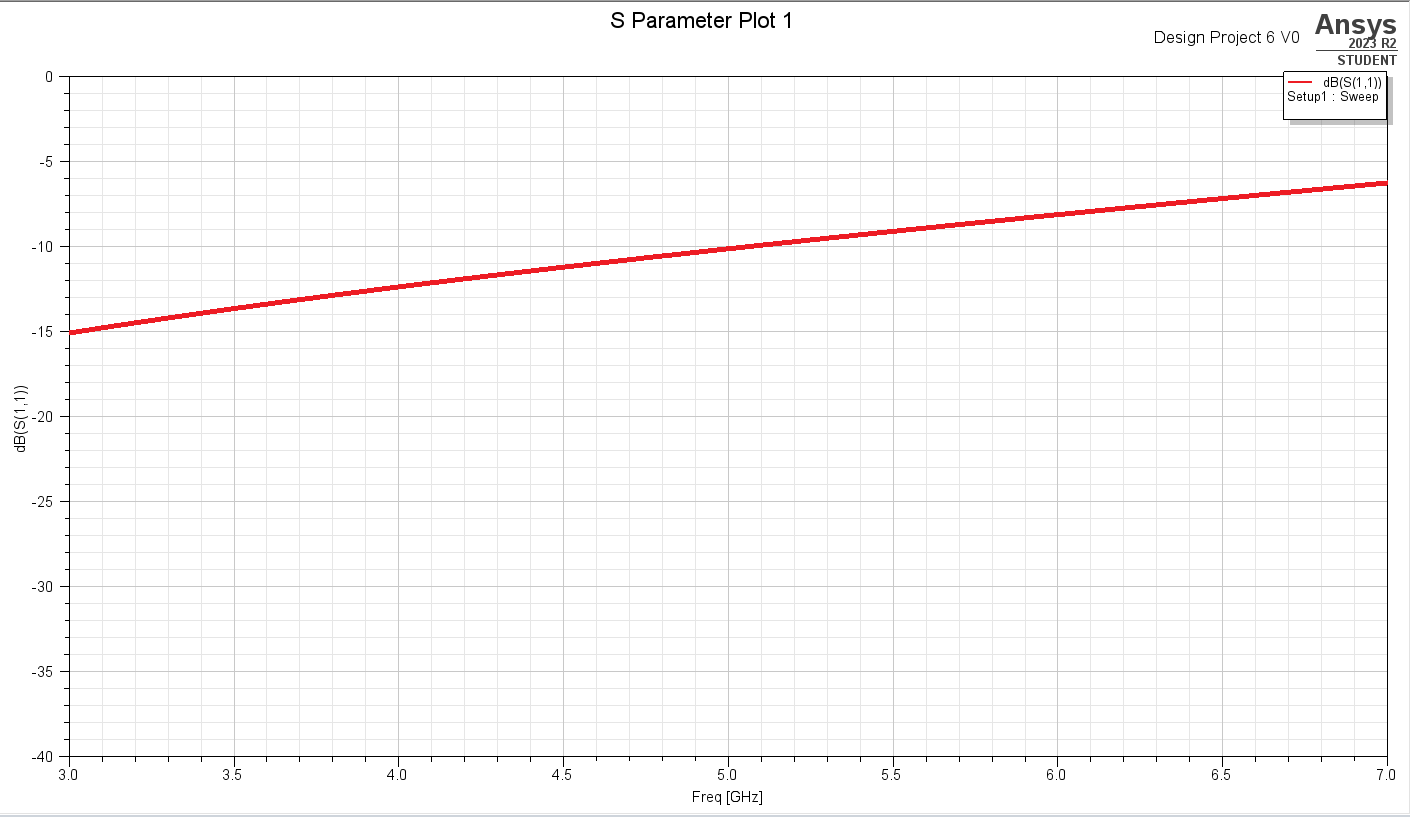 S Parameter Plot 1
Design Project 6 V0
Ansys
2023 R2
STUDENT
dB(S(1,1))
Setup1 : Sweep
0
-5
-10
-15
-20
-25
-30
-35
-40
dB(S(1,1))
3.0 3.5 4.0 4.5 5.0 5.5 6.0 6.5 7.0
Freq [GHz]